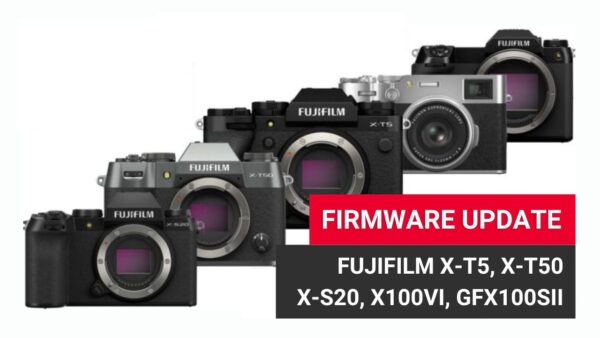 FUJIFILM
FUJIFILM
X-T5
FUJIFILM
X-T50
FUJIFILM
X-S20
FIRMWARE UPDATE
FUJIFILM X-T5, X-T50
X-S20, X100VI, GFX100SII